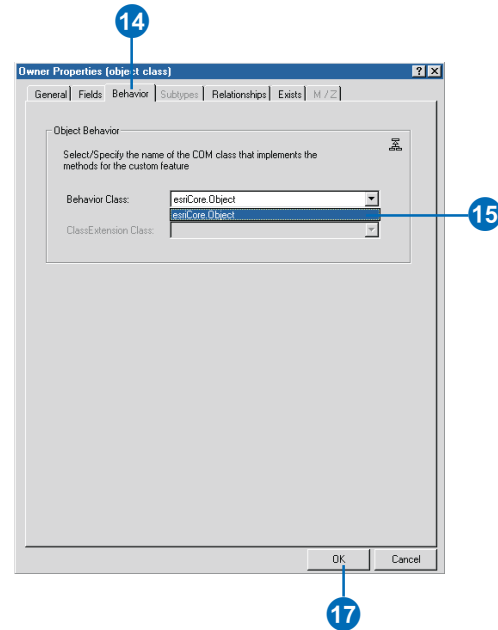 14
Owner Properties (object class)
General Fields Behavior Subtypes Relationships Exists M / Z
Object Behavior
Select/Specify the name of the COM class that implements the
methods for the custom feature
Behavior Class: esriCore.Object
esriCore.Object
15
ClassExtension Class:
OK Cancel
17